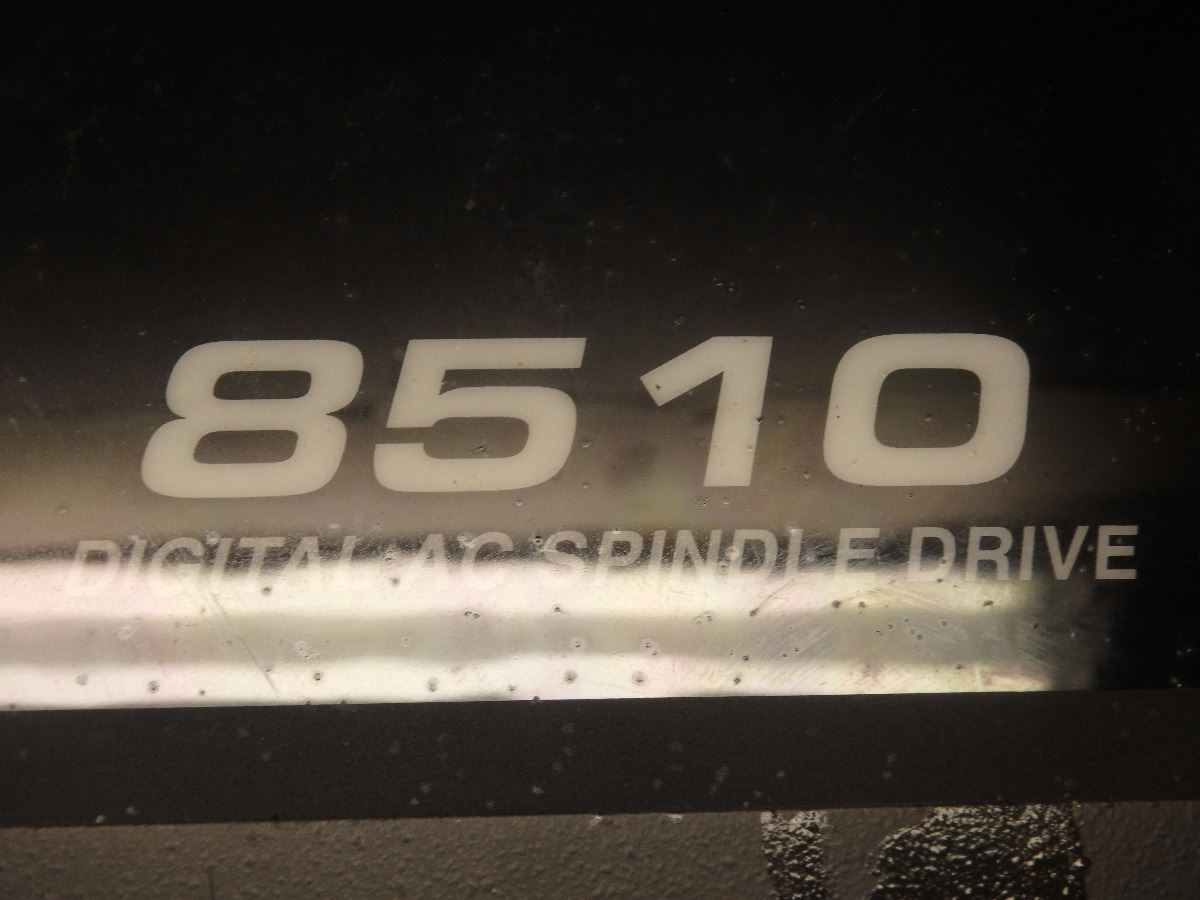 8510
DIGITAL AC SPINDLE DRIVE